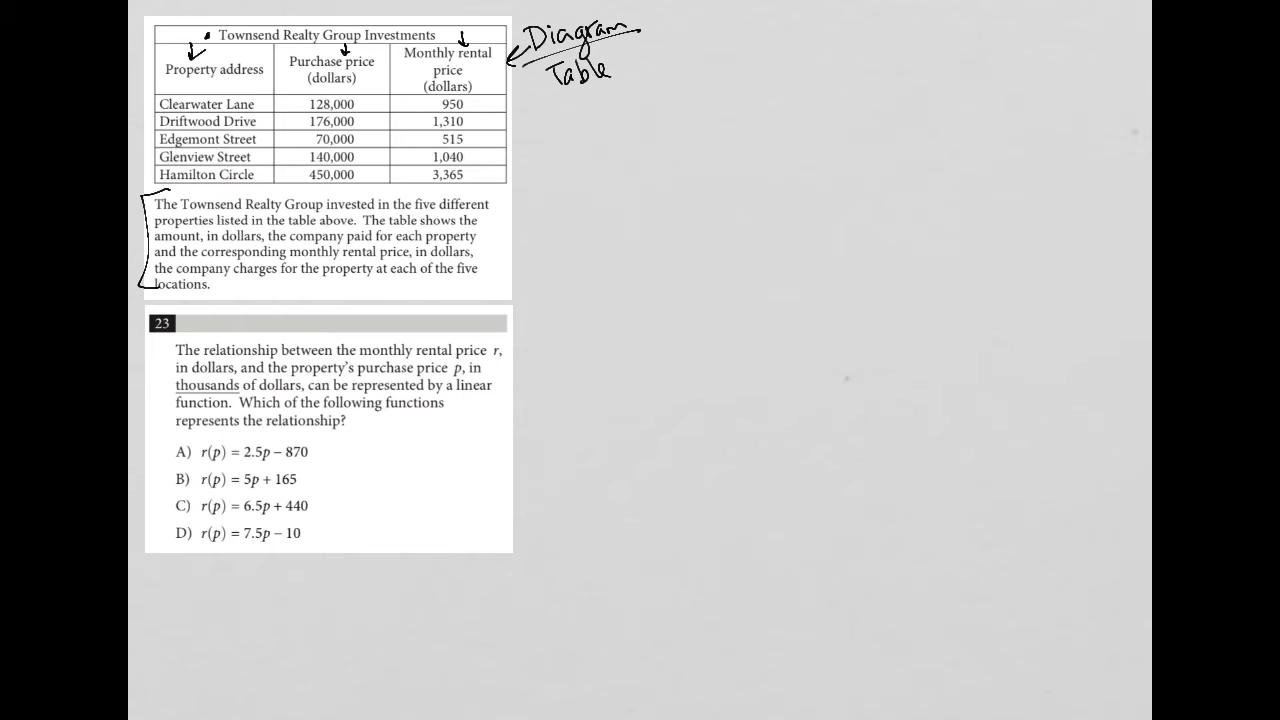 Townsend Realty Group Investments
Property address
Purchase price
(dollars)
Monthly rental
price
(dollars)
Clearwater Lane 128,000 950
Driftwood Drive 176,000 1,310
Edgemont Street 70,000 515
Glenview Street 140,000 1,040
Hamilton Circle 450,000 3,365
Diagram
Table
The Townsend Realty Group invested in the five different
properties listed in the table above. The table shows the
amount, in dollars, the company paid for each property
and the corresponding monthly rental price, in dollars,
the company charges for the property at each of the five
locations.
23
The relationship between the monthly rental price r,
in dollars, and the property's purchase price p, in
thousands of dollars, can be represented by a linear
function. Which of the following functions
represents the relationship?
A) r(p) = 2.5p − 870
B) r(p) = 5p + 165
C) r(p) = 6.5p + 440
D) r(p) = 7.5p − 10